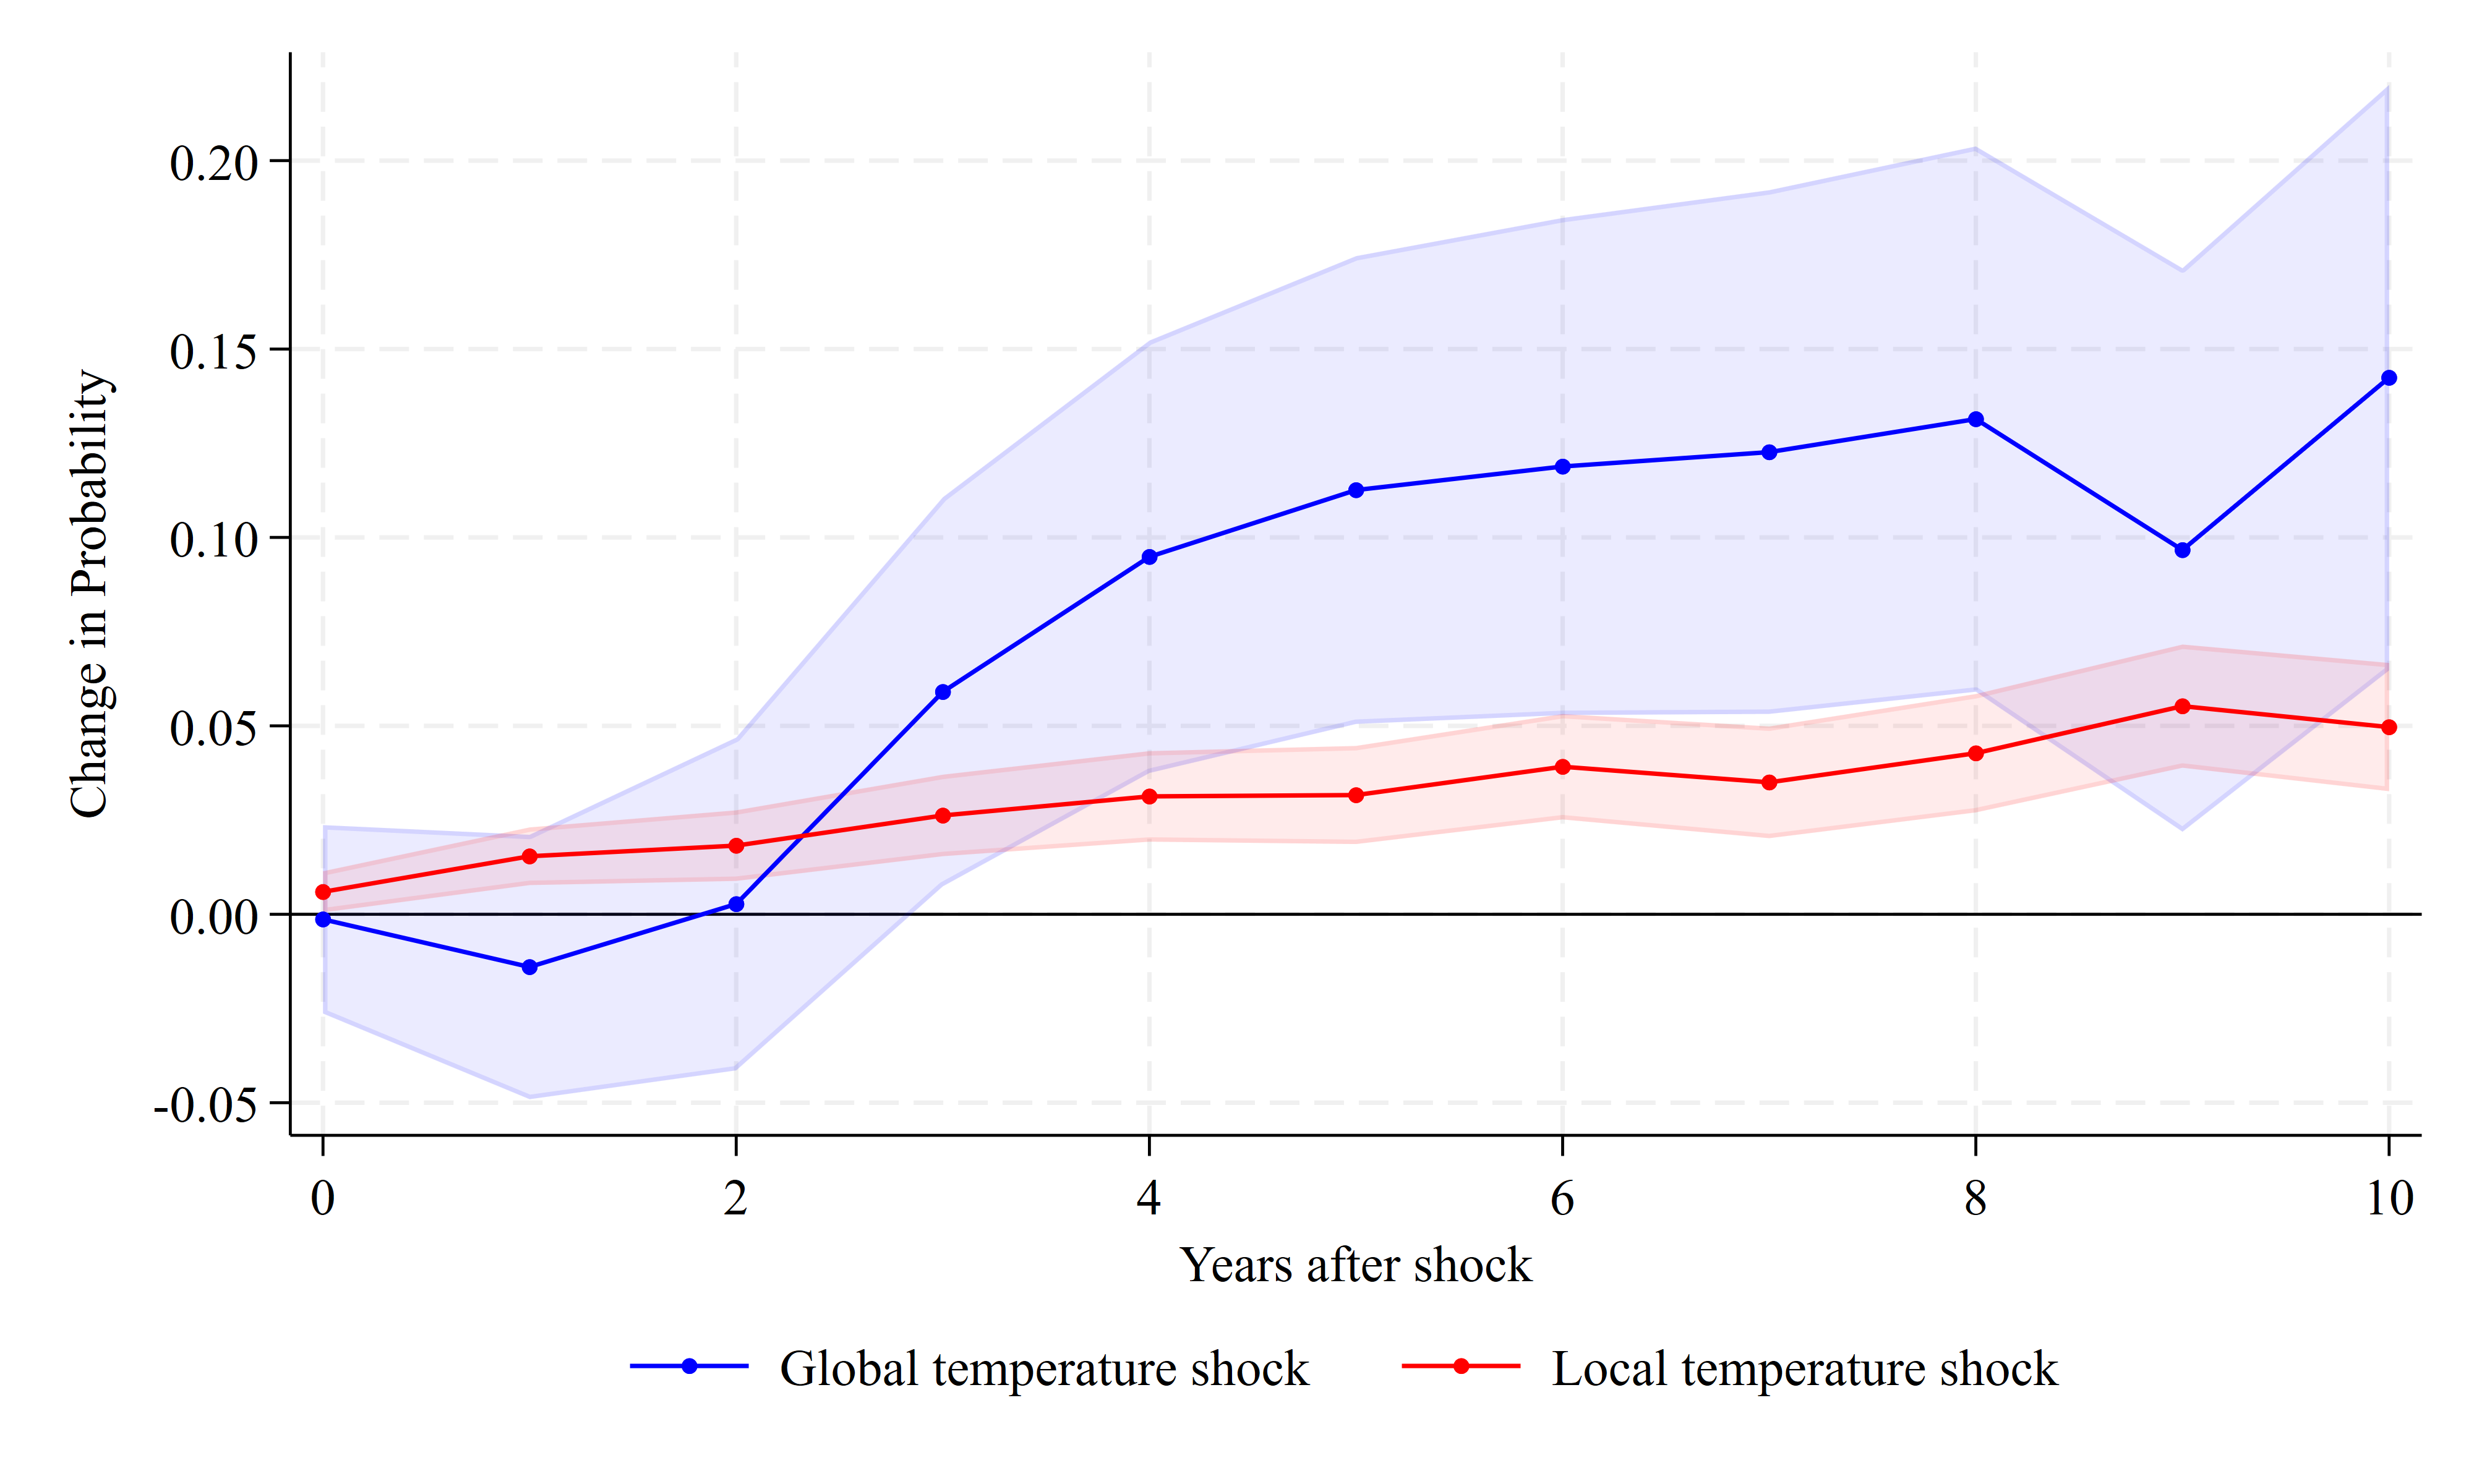 Change in Probability
0.20
0.15
0.10
0.05
0.00
-0.05
0 2 4 6 8 10
Years after shock
Global temperature shock Local temperature shock